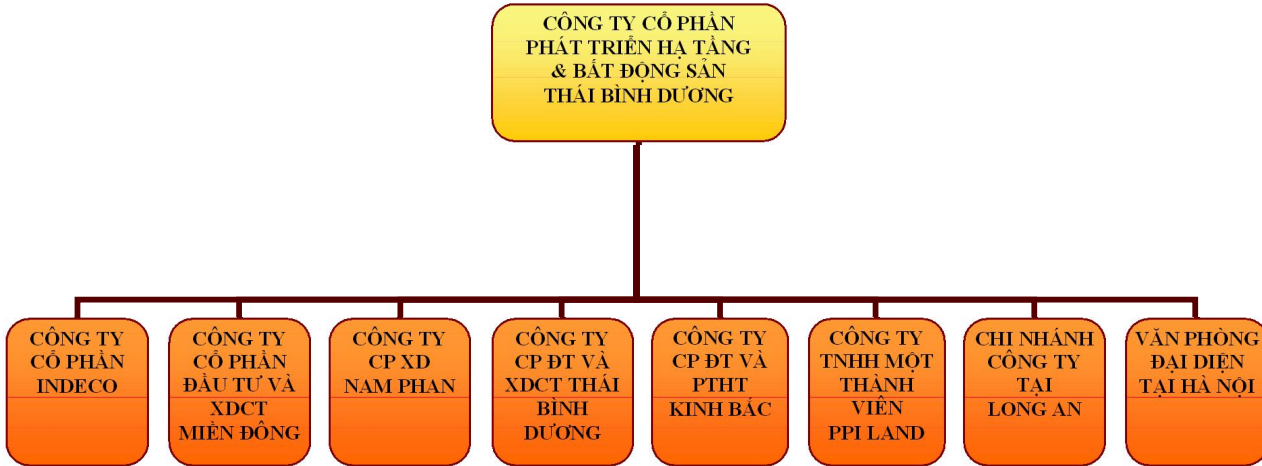 CÔNG TY CỔ PHẦN
PHÁT TRIỂN HẠ TẦNG
& BẤT ĐỘNG SẢN
THÁI BÌNH DƯƠNG
CÔNG TY
CỔ PHẦN
INDECO
CÔNG TY
CỔ PHẦN
ĐẦU TƯ VÀ
XDCT
MIỀN ĐÔNG
CÔNG TY
CP XD
NAM PHAN
CÔNG TY
CP ĐT VÀ
XDCT THÁI
BÌNH
DƯƠNG
CÔNG TY
CP ĐT VÀ
PTHT
KINH BẮC
CÔNG TY
TNHH MỘT
THÀNH
VIÊN
PPI LAND
CHI NHÁNH
CÔNG TY
TẠI
LONG AN
VĂN PHÒNG
ĐẠI DIỆN
TẠI HÀ NỘI